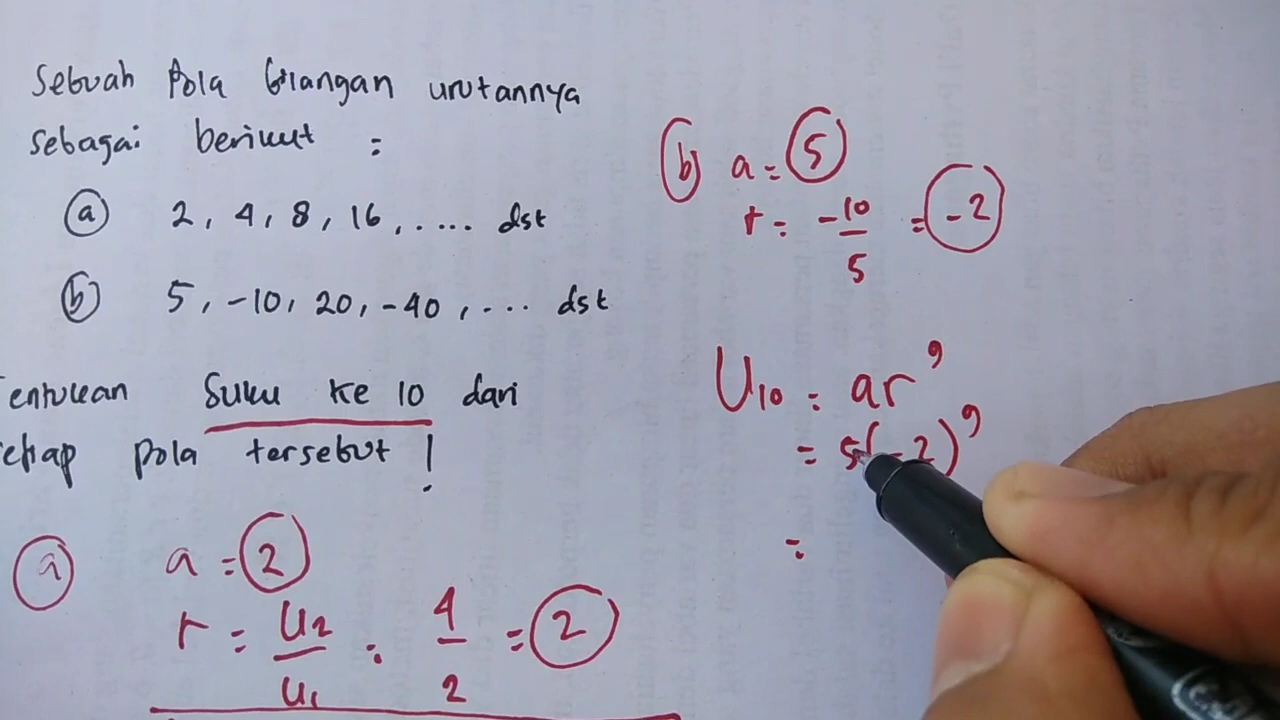 Sebuah Pola bilangan urutannya
sebagai berikut :
(a) 2, 4, 8, 16, ..... dst
(b) 5, -10, 20, -40, ... dst
entukan Suku ke 10 dari
etiap pola tersebut !
(a) a = 2
r = U2/U1 = 4/2 = 2
(b) a = 5
r = -10/5 = -2
U10 = ar⁹
= 5(-2)⁹
=